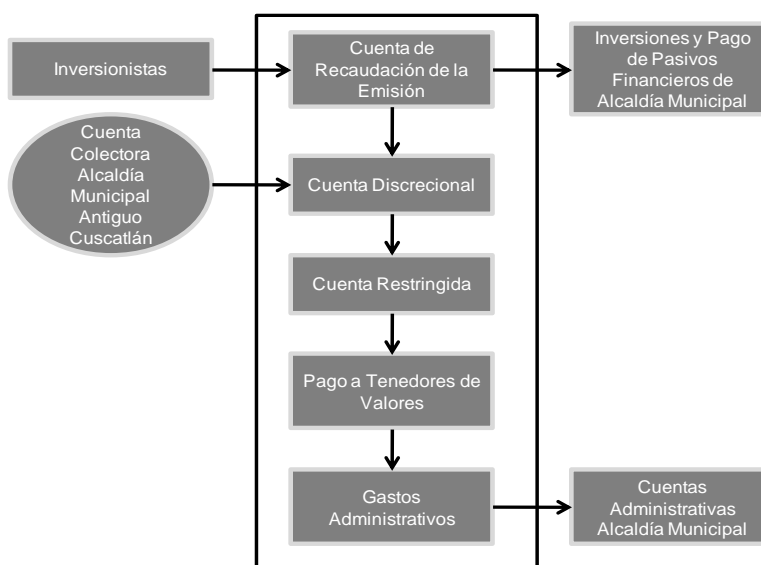 Inversionistas
Cuenta de
Recaudación de la
Emisión
Inversiones y Pago
de Pasivos
Financieros de
Alcaldía Municipal
Cuenta
Colectora
Alcaldía
Municipal
Antiguo
Cuscatlán
Cuenta Discrecional
Cuenta Restringida
Pago a Tenedores de
Valores
Gastos
Administrativos
Cuentas
Administrativas
Alcaldía Municipal